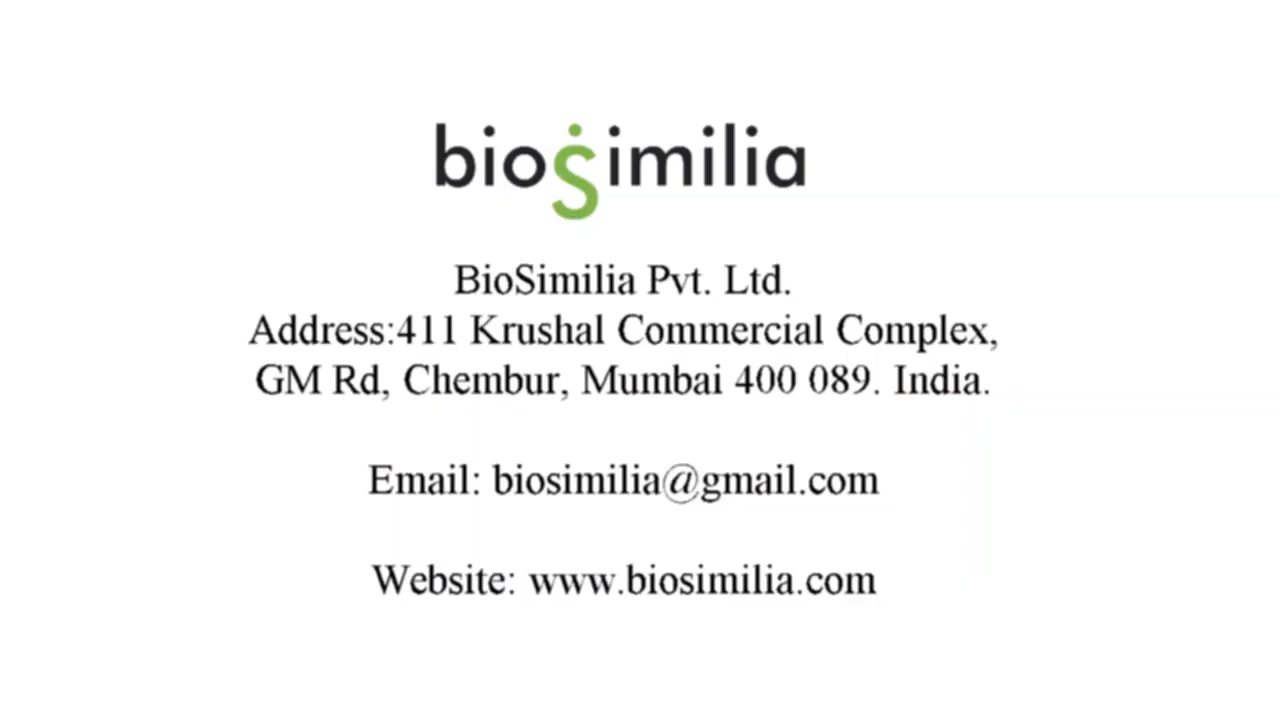 biosimilia
BioSimilia Pvt. Ltd.
Address:411 Krushal Commercial Complex,
GM Rd, Chembur, Mumbai 400 089. India.
Email: biosimilia@gmail.com
Website: www.biosimilia.com